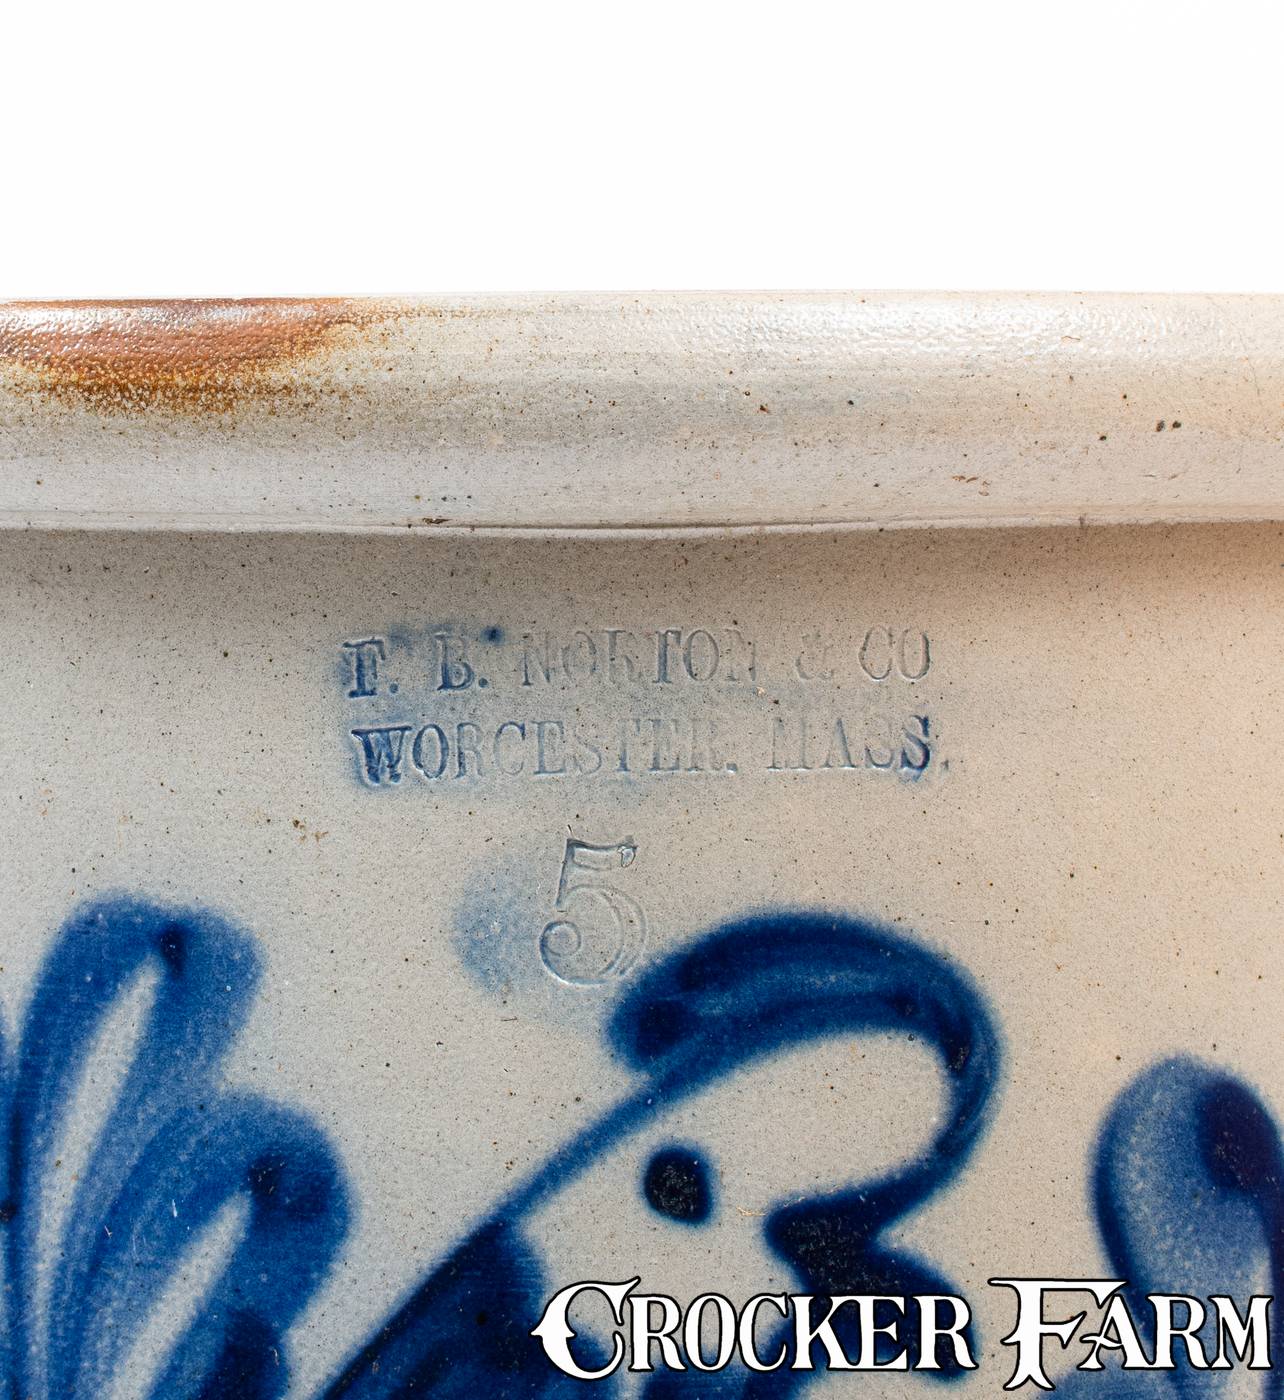 F. B. NORTON & CO
WORCESTER. MASS.
5
CROCKER FARM